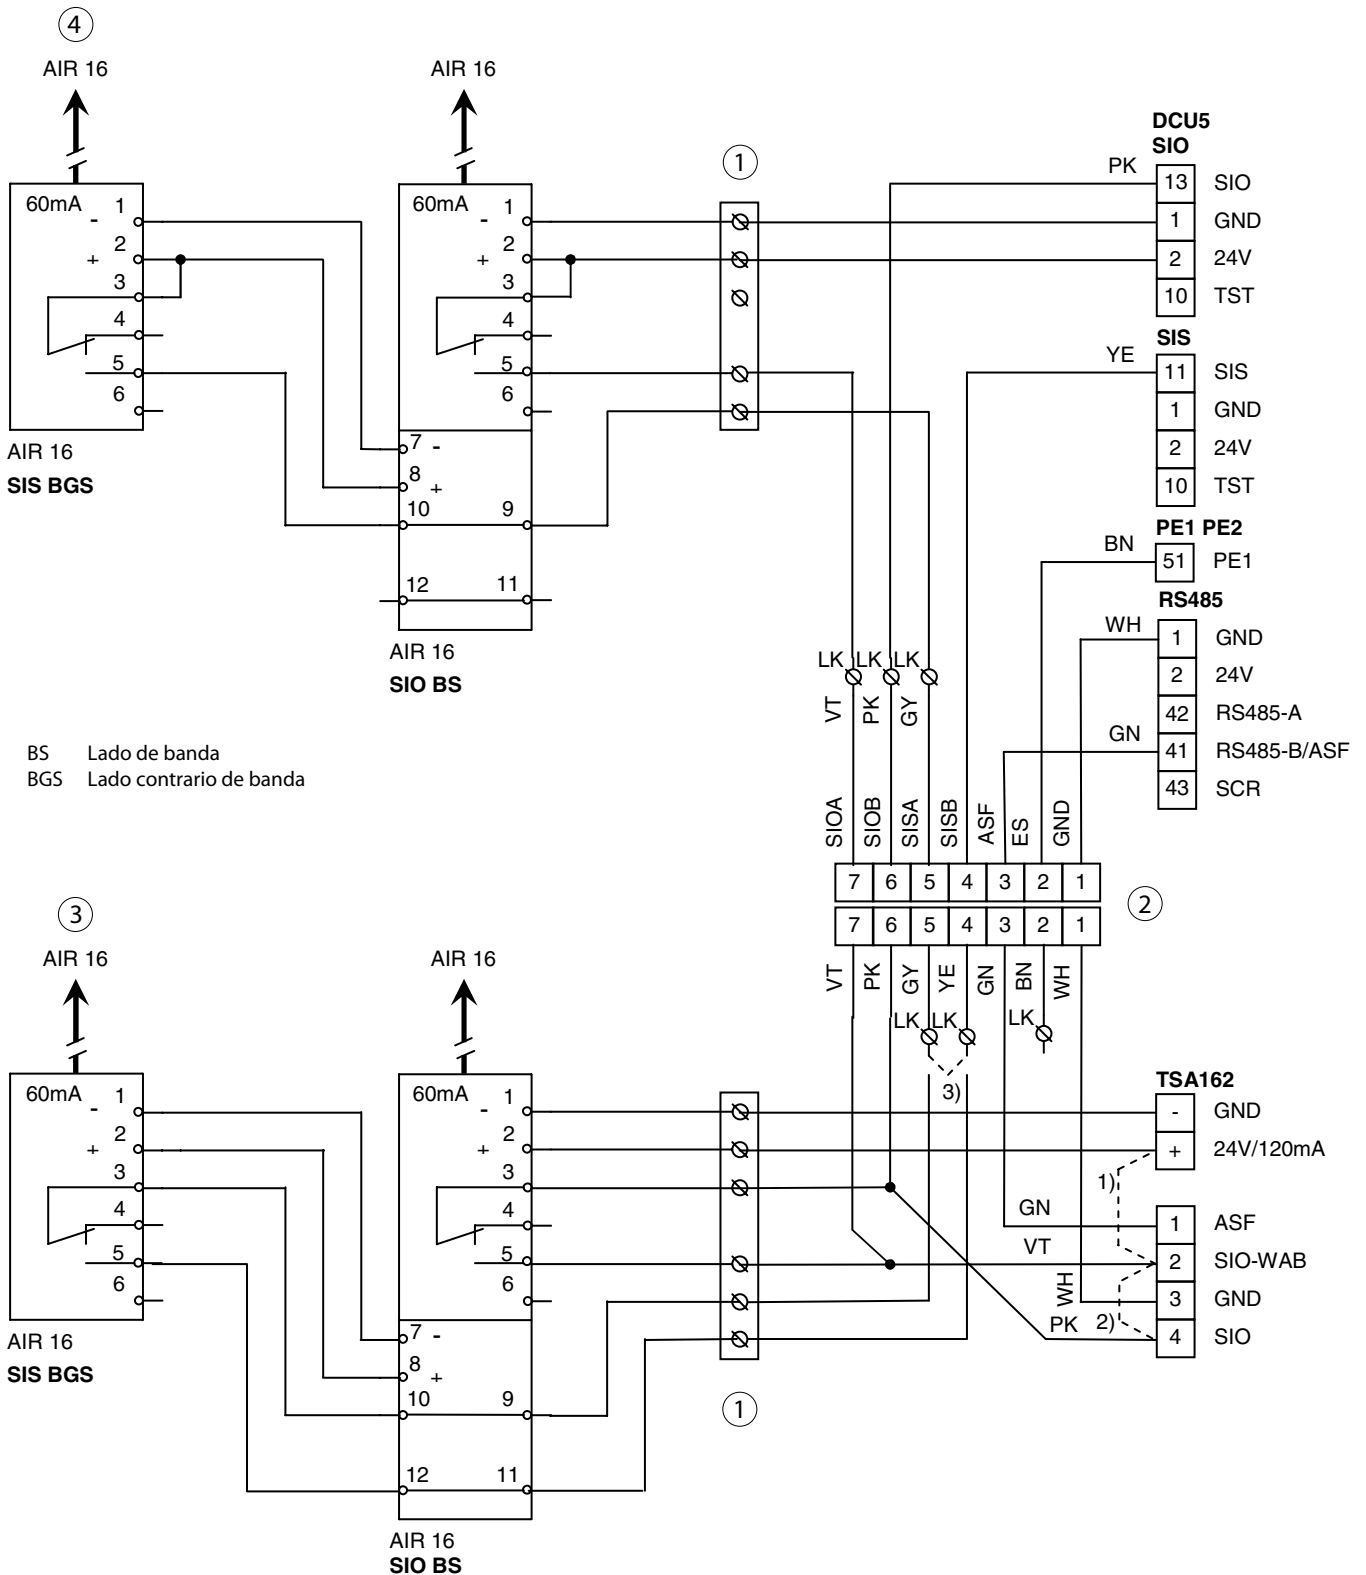 4
AIR 16
AIR 16
1
DCU5
SIO
PK
13 SIO
1 GND
2 24V
10 TST
SIS
YE
11 SIS
1 GND
2 24V
10 TST
PE1 PE2
BN
51 PE1
RS485
WH
1 GND
2 24V
42 RS485-A
GN
41 RS485-B/ASF
43 SCR
60mA
- 1
+ 2
3
4
5
6
AIR 16
SIS BGS
60mA
- 1
+ 2
3
4
5
6
7 -
8 +
10 9
12 11
AIR 16
SIO BS
BS Lado de banda
BGS Lado contrario de banda
LK LK LK
VT PK GY
SIOA SIOB SISA SISB ASF ES GND
7 6 5 4 3 2 1
2
7 6 5 4 3 2 1
VT PK GY YE GN BN WH
LK LK LK
3)
3
AIR 16
AIR 16
60mA
- 1
+ 2
3
4
5
6
AIR 16
SIS BGS
60mA
- 1
+ 2
3
4
5
6
7 -
8 +
10 9
12 11
AIR 16
SIO BS
1
TSA162
- GND
+ 24V/120mA
1)
GN
1 ASF
VT
2 SIO-WAB
WH
3 GND
PK 2)
4 SIO